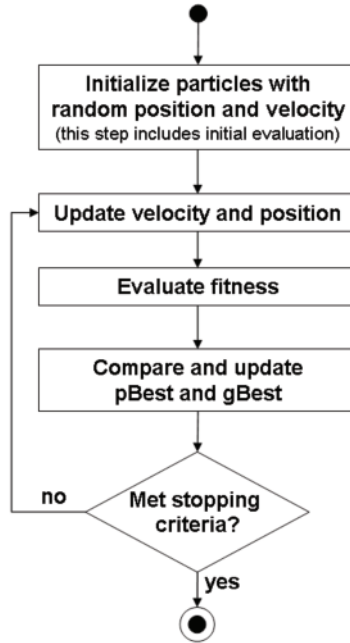 Initialize particles with
random position and velocity
(this step includes initial evaluation)
Update velocity and position
Evaluate fitness
Compare and update
pBest and gBest
Met stopping
criteria?
no
yes